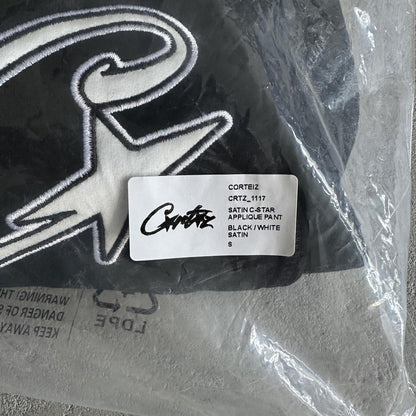 Corteiz
CORTEIZ
CRTZ_1117
SATIN C-STAR
APPLIQUE PANT
BLACK / WHITE
SATIN
S
WARNING! TH
DANGER OF S
KEEP AWAY
LDPE